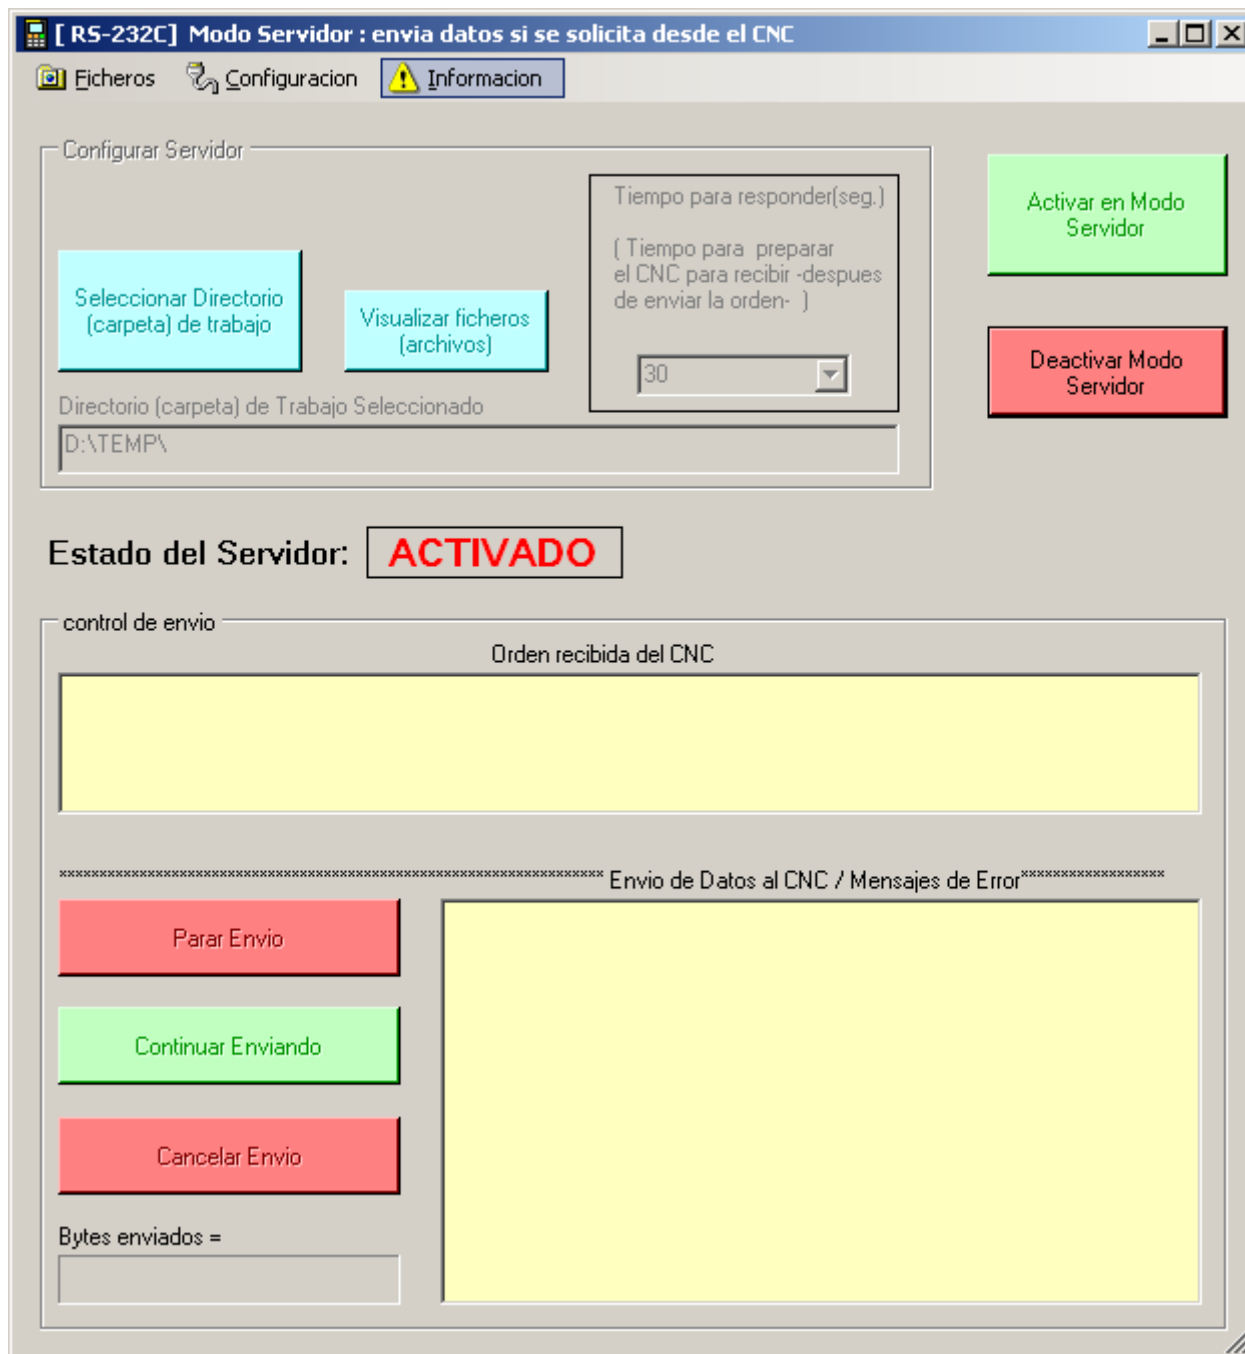 [ RS-232C] Modo Servidor : envia datos si se solicita desde el CNC
Ficheros Configuracion Informacion
Configurar Servidor
Tiempo para responder(seg.)
( Tiempo para preparar
el CNC para recibir -despues
de enviar la orden- )
30
Seleccionar Directorio
(carpeta) de trabajo
Visualizar ficheros
(archivos)
Directorio (carpeta) de Trabajo Seleccionado
D:\TEMP\
Activar en Modo
Servidor
Deactivar Modo
Servidor
Estado del Servidor: ACTIVADO
control de envio
Orden recibida del CNC
******************************************************************** Envio de Datos al CNC / Mensajes de Error******************
Parar Envio
Continuar Enviando
Cancelar Envio
Bytes enviados =